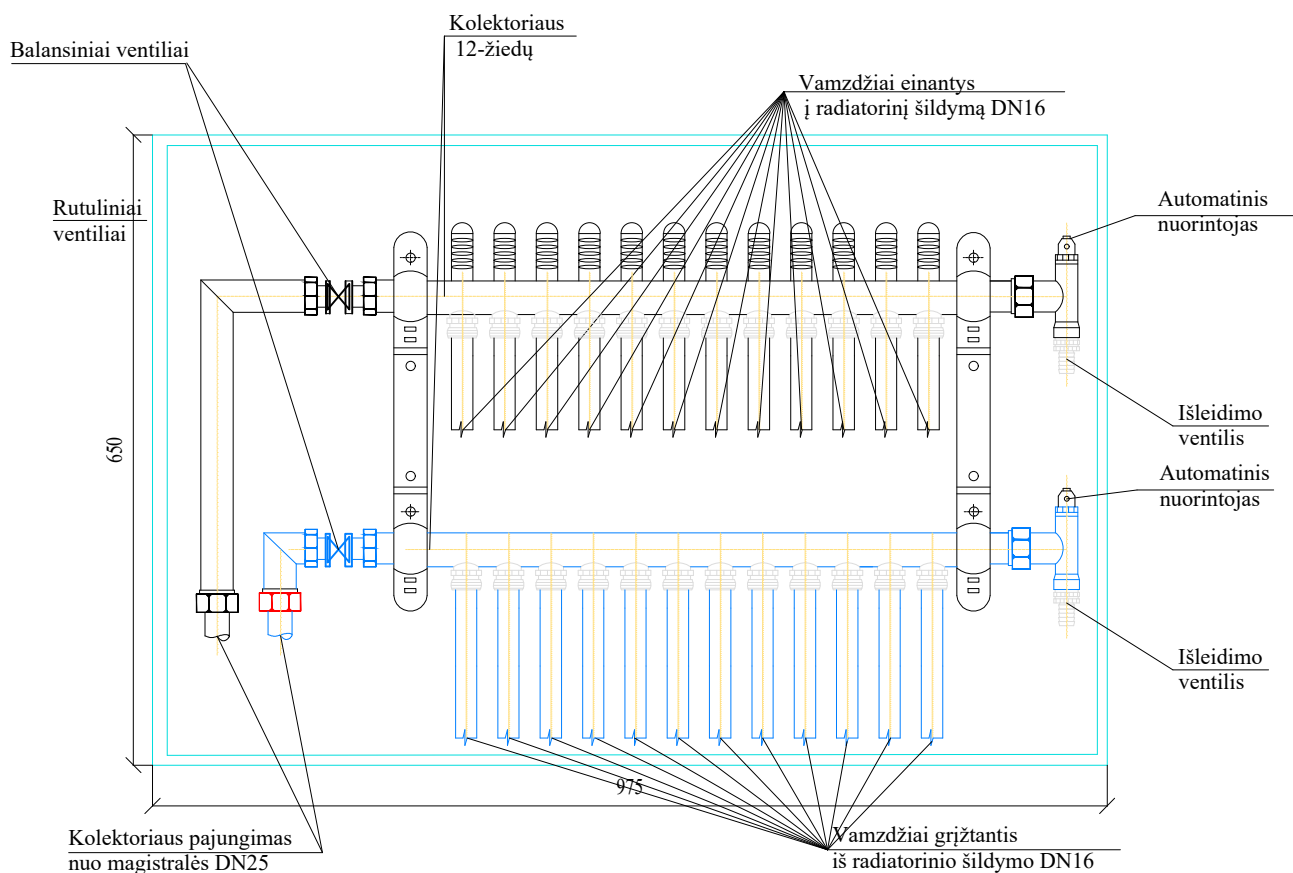 Kolektoriaus
12-žiedų
Balansiniai ventiliai
Vamzdžiai einantys
į radiatorinį šildymą DN16
Rutuliniai
ventiliai
Automatinis
nuorintojas
Išleidimo
ventilis
650
Automatinis
nuorintojas
Išleidimo
ventilis
975
Kolektoriaus pajungimas
nuo magistralės DN25
Vamzdžiai grįžtantis
iš radiatorinio šildymo DN16